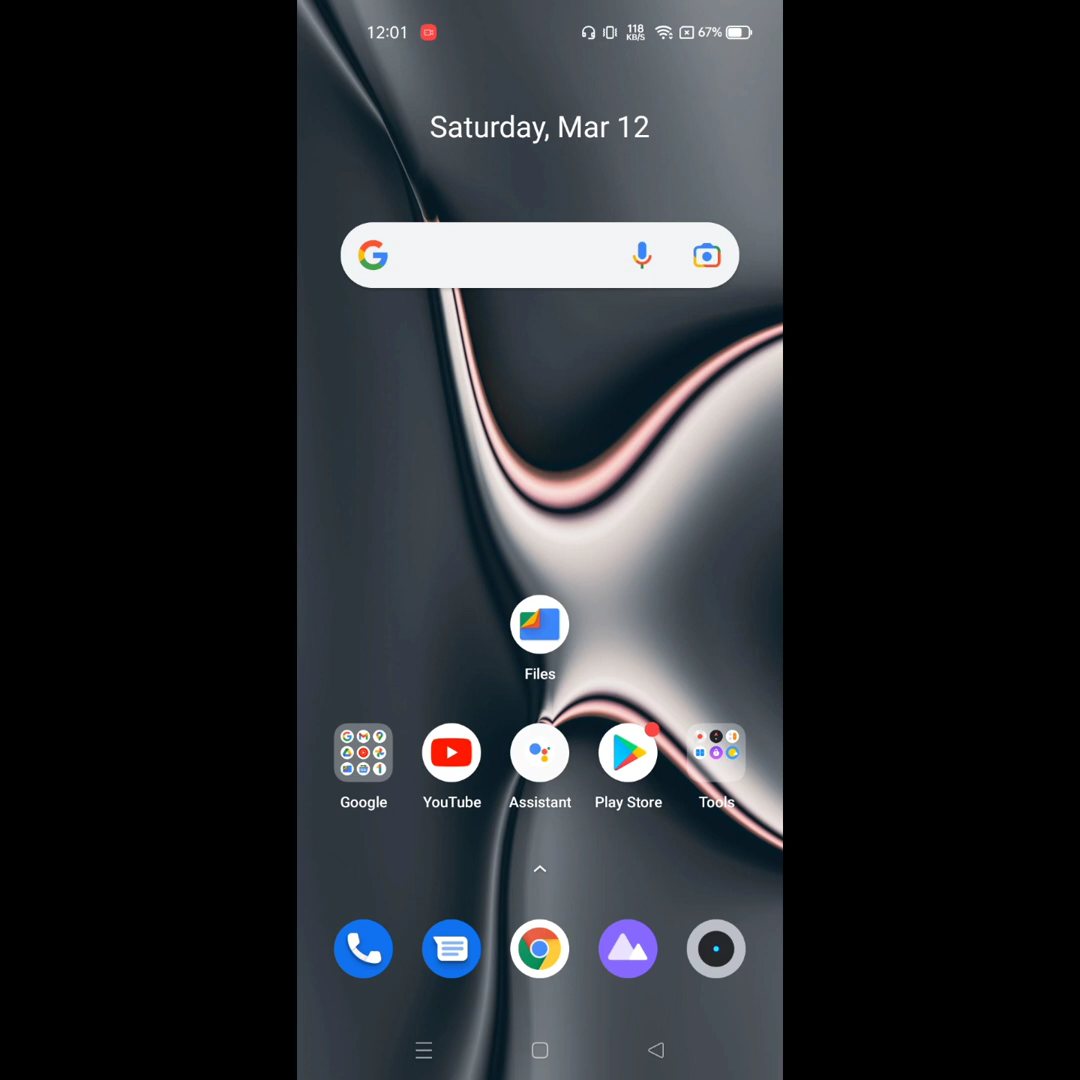 12:01
118
KB/S
67%
Saturday, Mar 12
Files
Google
YouTube
Assistant
Play Store
Tools